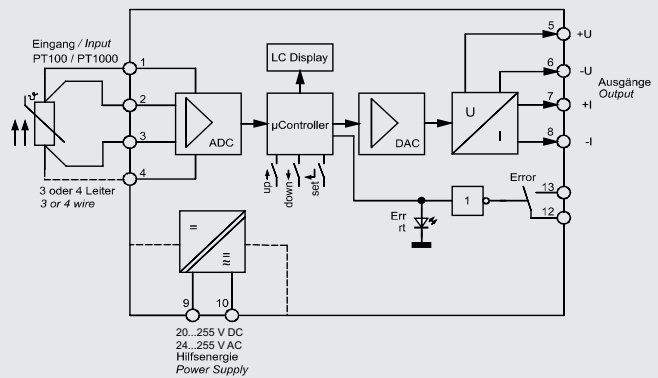 Eingang / Input
PT100 / PT1000
ϑ
1
2
3
4
3 oder 4 Leiter
3 or 4 wire
ADC
LC Display
µController
up
down
set
DAC
U
I
5
+U
6
-U
7
+I
8
-I
Ausgänge
Output
Err
rt
1
Error
13
12
=
≈=
9
10
20...255 V DC
24...255 V AC
Hilfsenergie
Power Supply